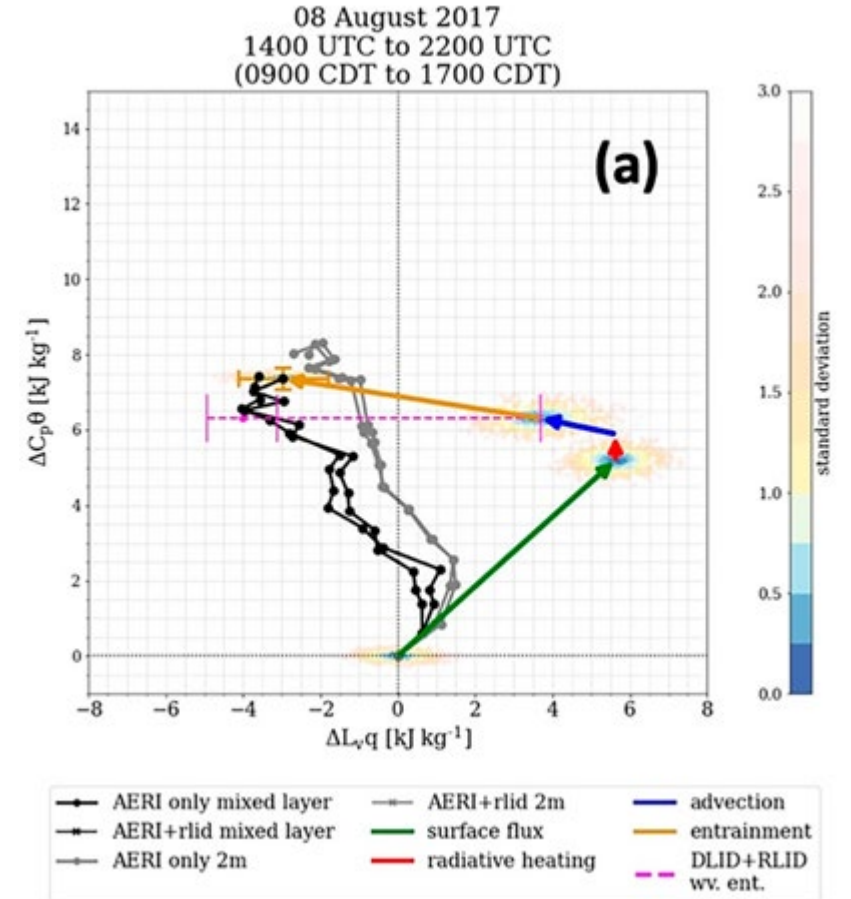 08 August 2017
1400 UTC to 2200 UTC
(0900 CDT to 1700 CDT)
(a)
14
12
10
8
6
4
2
0
ΔCpθ [kJ kg⁻¹]
−8 −6 −4 −2 0 2 4 6 8
ΔLvq [kJ kg⁻¹]
3.0
2.5
2.0
1.5
1.0
0.5
0.0
standard deviation
AERI only mixed layer
AERI+rlid mixed layer
AERI only 2m
AERI+rlid 2m
surface flux
radiative heating
advection
entrainment
DLID+RLID
wv. ent.